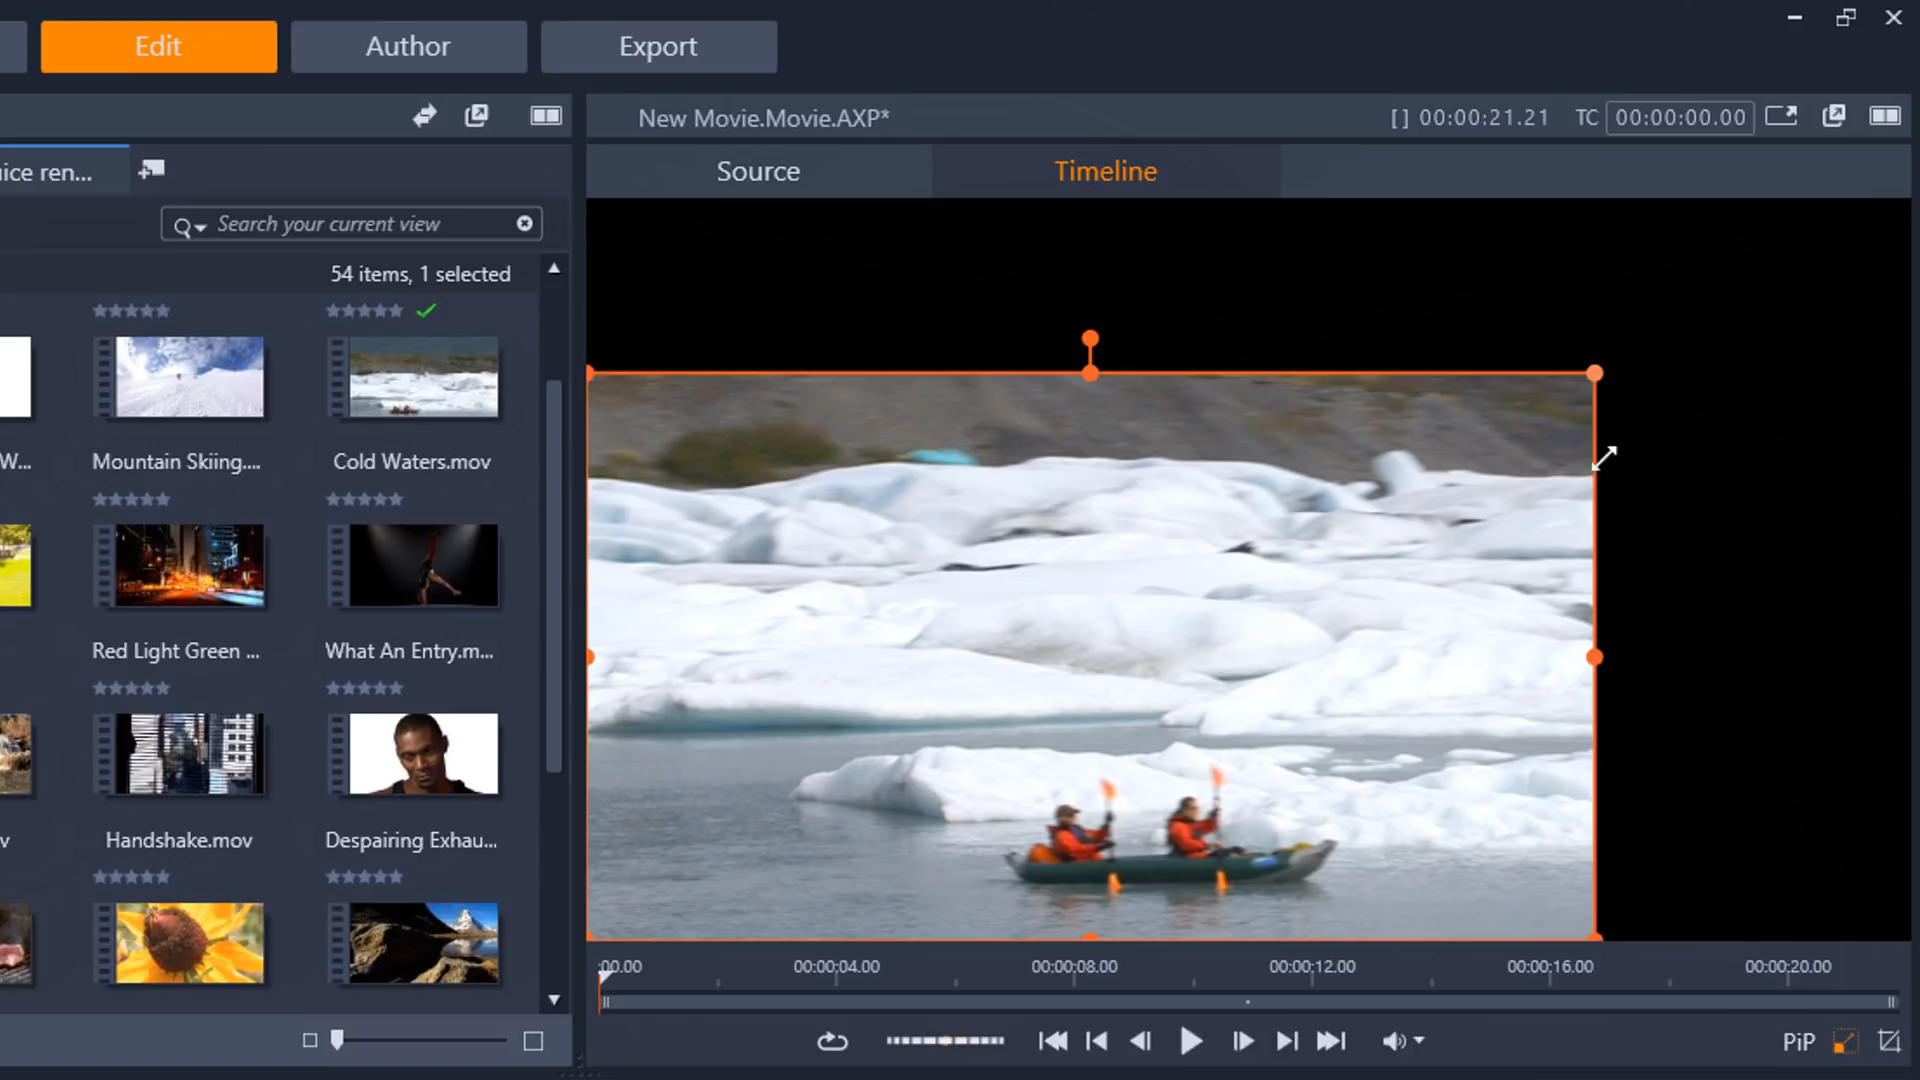 Edit
Author
Export
New Movie.Movie.AXP*
[] 00:00:21.21
TC 00:00:00.00
ice ren...
Source
Timeline
Search your current view
54 items, 1 selected
W...
Mountain Skiing....
Cold Waters.mov
Red Light Green ...
What An Entry.m...
v
Handshake.mov
Despairing Exhau...
:00.00
00:00:04.00
00:00:08.00
00:00:12.00
00:00:16.00
00:00:20.00
PiP